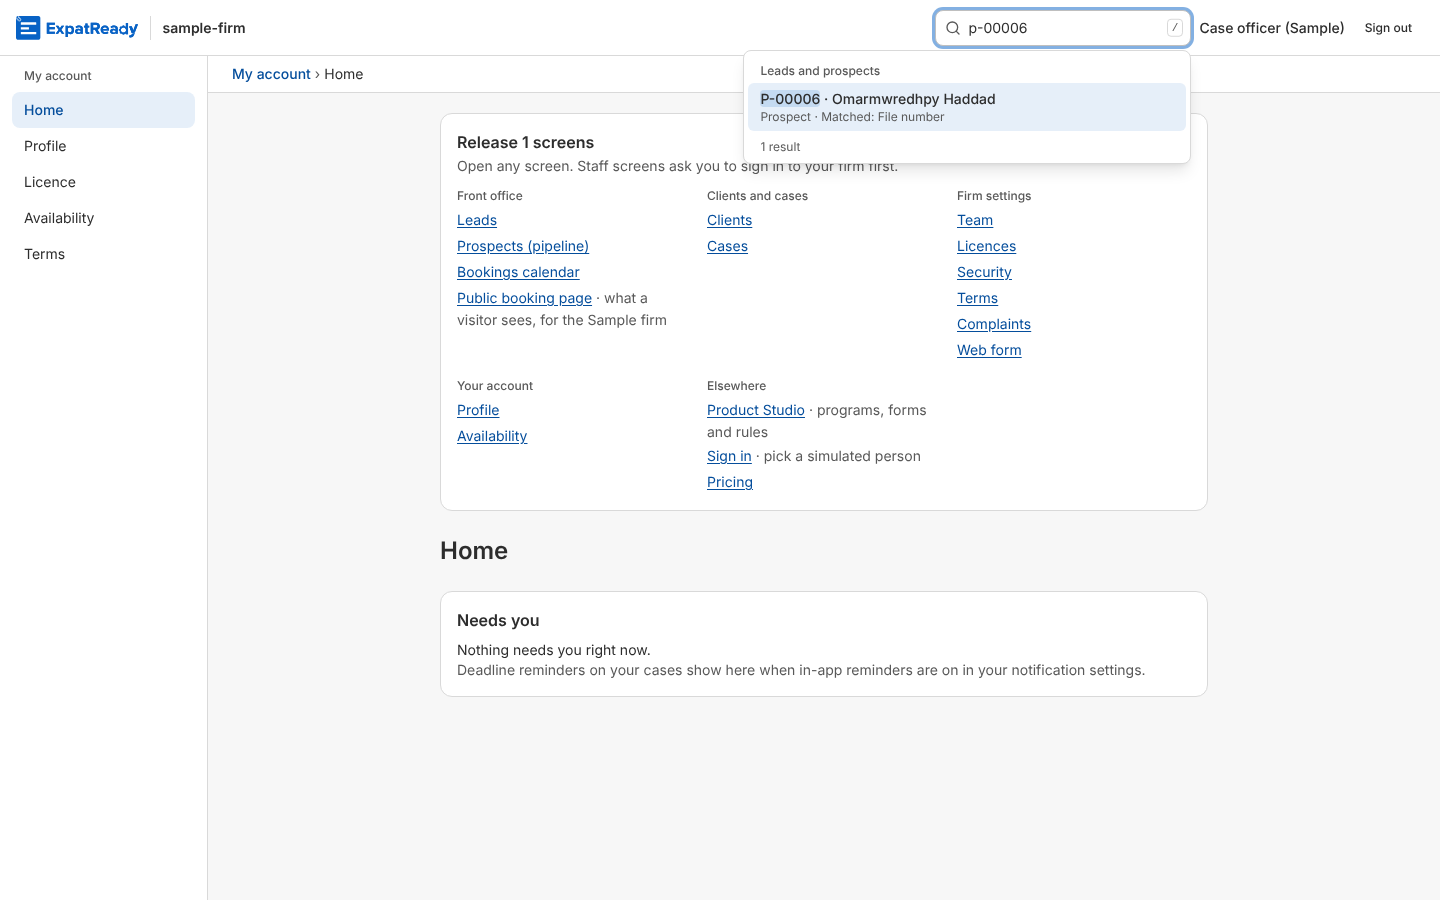 ExpatReady
sample-firm
p-00006
/
Case officer (Sample)
Sign out
My account
Home
Profile
Licence
Availability
Terms
My account › Home
Leads and prospects
P-00006 · Omarmwredhpy Haddad
Prospect · Matched: File number
1 result
Release 1 screens
Open any screen. Staff screens ask you to sign in to your firm first.
Front office
Leads
Prospects (pipeline)
Bookings calendar
Public booking page · what a
visitor sees, for the Sample firm
Clients and cases
Clients
Cases
Firm settings
Team
Licences
Security
Terms
Complaints
Web form
Your account
Profile
Availability
Elsewhere
Product Studio · programs, forms
and rules
Sign in · pick a simulated person
Pricing
Home
Needs you
Nothing needs you right now.
Deadline reminders on your cases show here when in-app reminders are on in your notification settings.